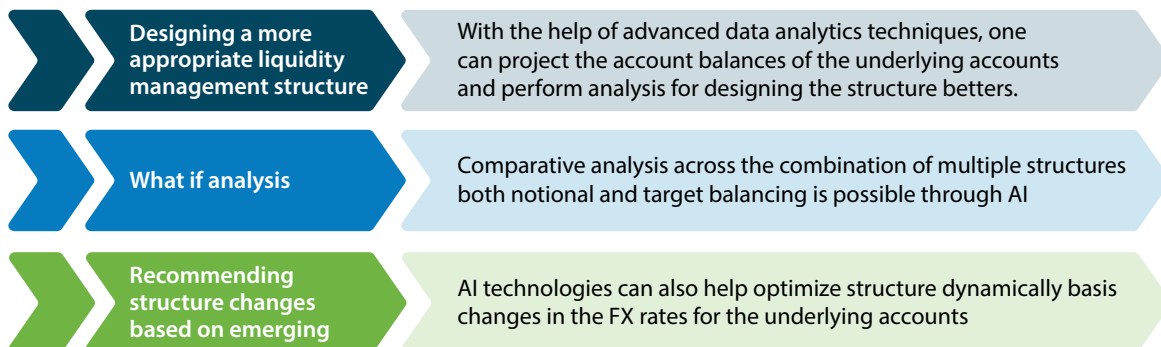 Designing a more
appropriate liquidity
management structure
With the help of advanced data analytics techniques, one
can project the account balances of the underlying accounts
and perform analysis for designing the structure betters.
What if analysis
Comparative analysis across the combination of multiple structures
both notional and target balancing is possible through AI
Recommending
structure changes
based on emerging
AI technologies can also help optimize structure dynamically basis
changes in the FX rates for the underlying accounts